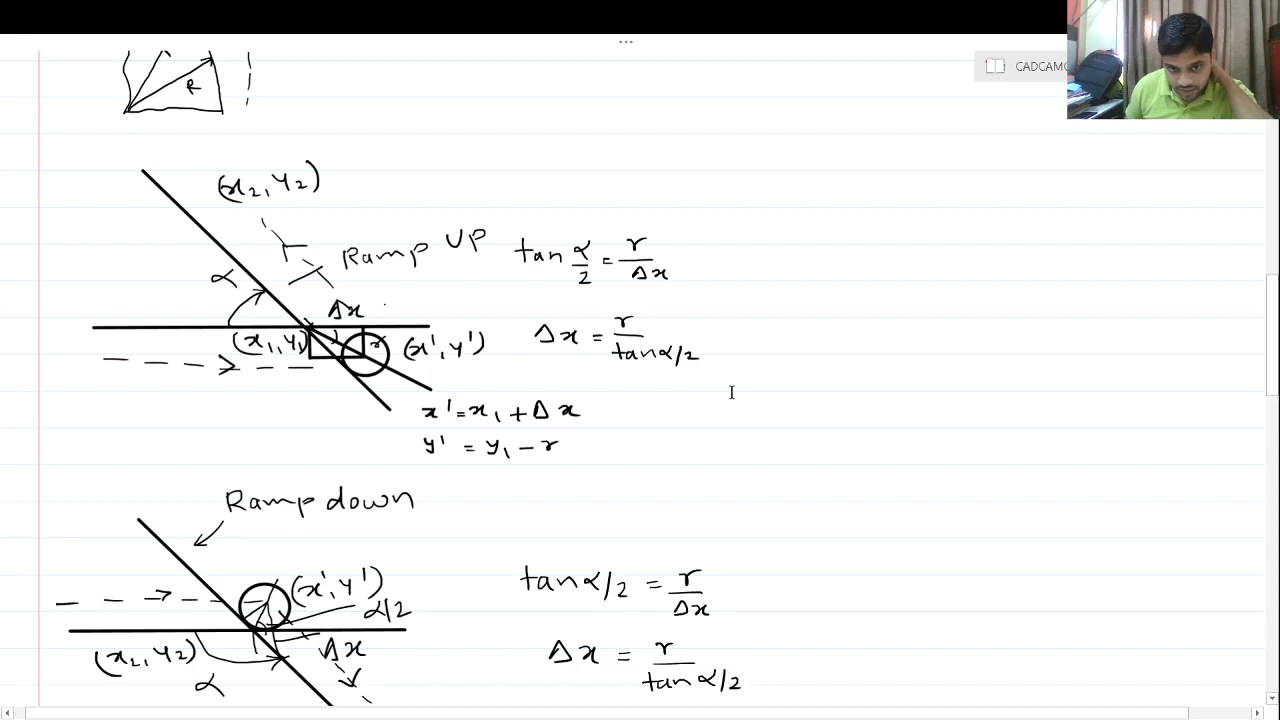 CADCAM
R
(x₂, y₂)
Ramp UP
tan α/2 = r/Δx
α
Δx
(x₁, y₁)
r
(x', y')
Δx = r/tanα/2
x' = x₁ + Δx
y' = y₁ - r
Ramp down
(x', y')
α/2
tan α/2 = r/Δx
(x₂, y₂)
Δx
α
Δx = r/tan α/2